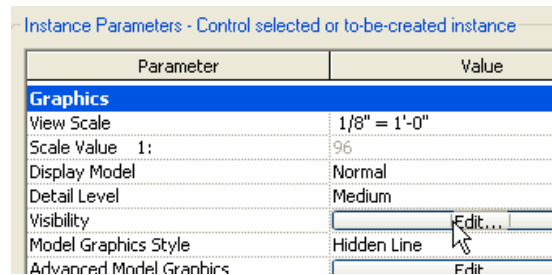 Instance Parameters - Control selected or to-be-created instance
Parameter Value
Graphics
View Scale 1/8" = 1'-0"
Scale Value 1: 96
Display Model Normal
Detail Level Medium
Visibility Edit...
Model Graphics Style Hidden Line
Advanced Model Graphics Edit